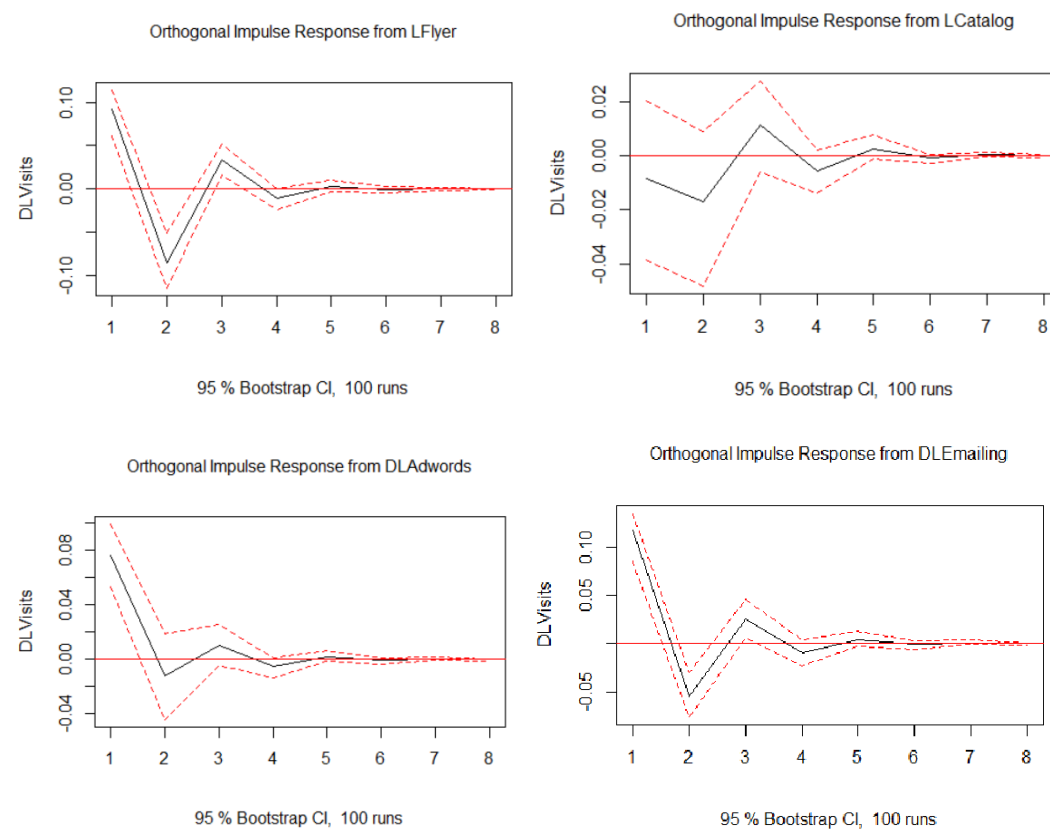 Orthogonal Impulse Response from LFlyer
DLVisits
0.10
0.00
-0.10
1 2 3 4 5 6 7 8
95 % Bootstrap CI, 100 runs
Orthogonal Impulse Response from LCatalog
DLVisits
0.02
0.00
-0.02
-0.04
1 2 3 4 5 6 7 8
95 % Bootstrap CI, 100 runs
Orthogonal Impulse Response from DLAdwords
DLVisits
0.08
0.04
0.00
-0.04
1 2 3 4 5 6 7 8
95 % Bootstrap CI, 100 runs
Orthogonal Impulse Response from DLEmailing
DLVisits
0.10
0.05
0.00
-0.05
1 2 3 4 5 6 7 8
95 % Bootstrap CI, 100 runs